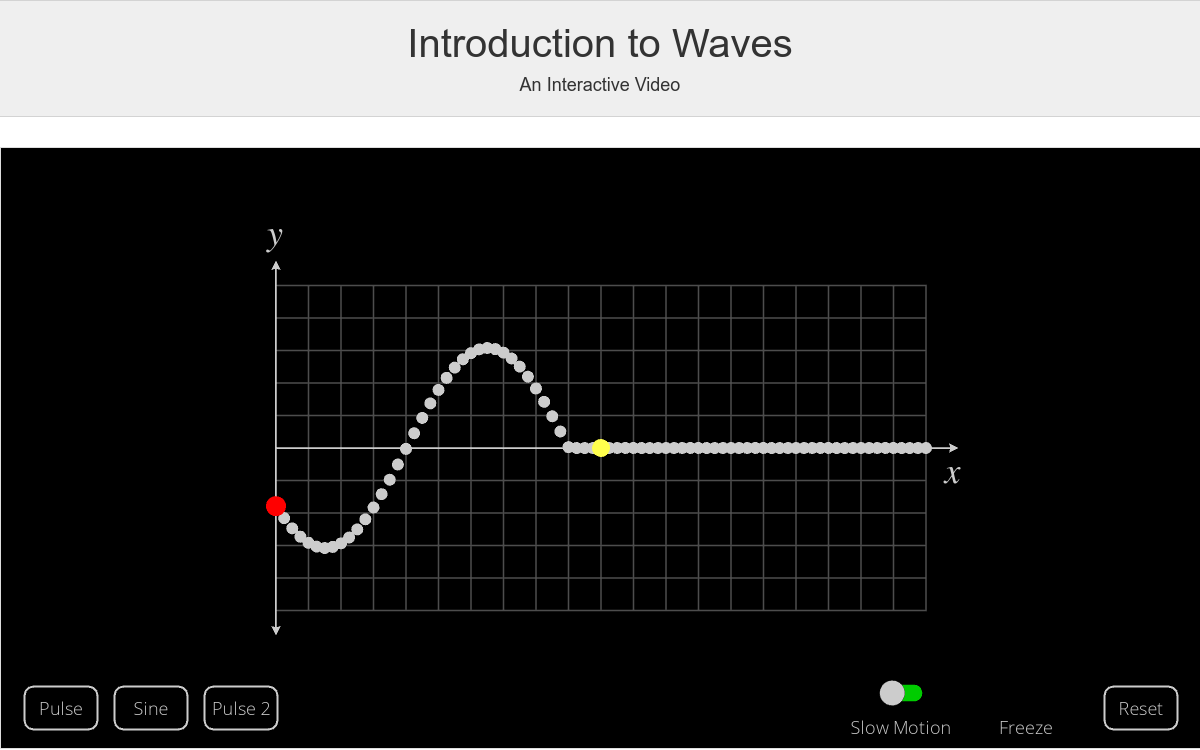 Introduction to Waves
An Interactive Video
y
x
Pulse
Sine
Pulse 2
Slow Motion
Freeze
Reset